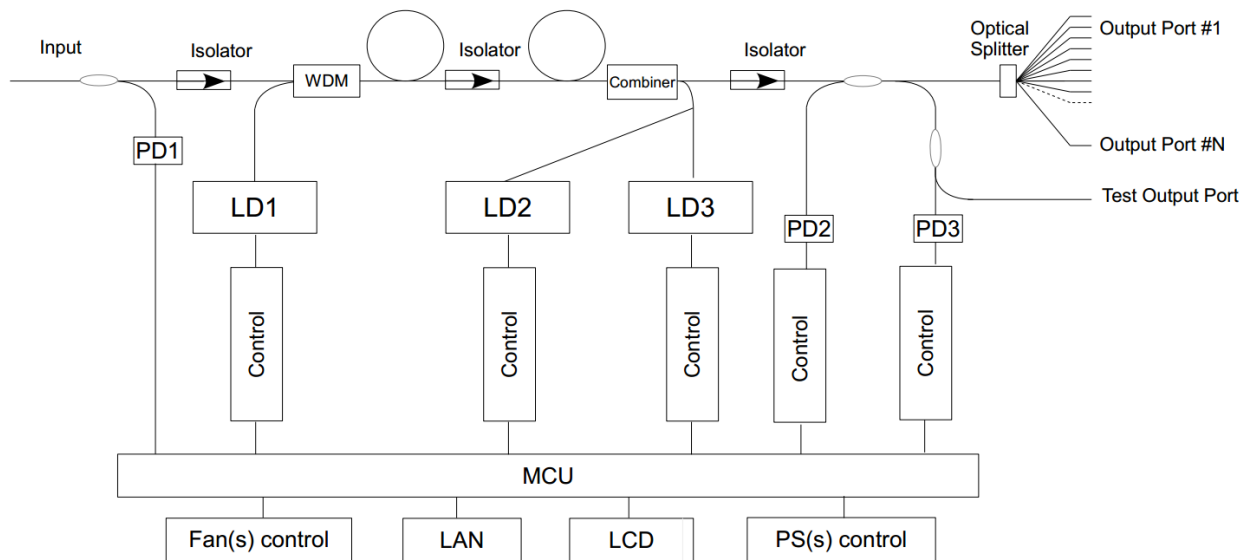 Input
Isolator
WDM
Isolator
Combiner
Isolator
Optical
Splitter
Output Port #1
Output Port #N
Test Output Port
PD1
LD1
LD2
LD3
PD2
PD3
Control
Control
Control
Control
Control
MCU
Fan(s) control
LAN
LCD
PS(s) control